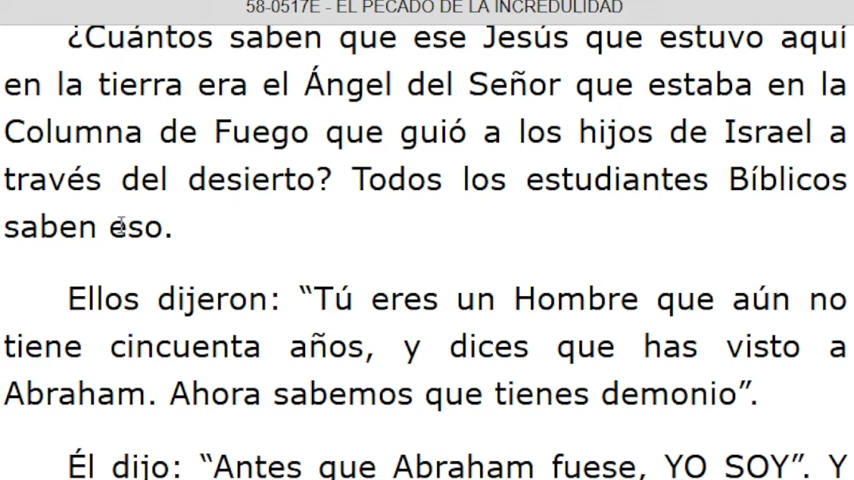 58-0517E - EL PECADO DE LA INCREDULIDAD
¿Cuántos saben que ese Jesús que estuvo aquí
en la tierra era el Ángel del Señor que estaba en la
Columna de Fuego que guió a los hijos de Israel a
través del desierto? Todos los estudiantes Bíblicos
saben eso.
Ellos dijeron: “Tú eres un Hombre que aún no
tiene cincuenta años, y dices que has visto a
Abraham. Ahora sabemos que tienes demonio”.
Él dijo: “Antes que Abraham fuese, YO SOY”. Y